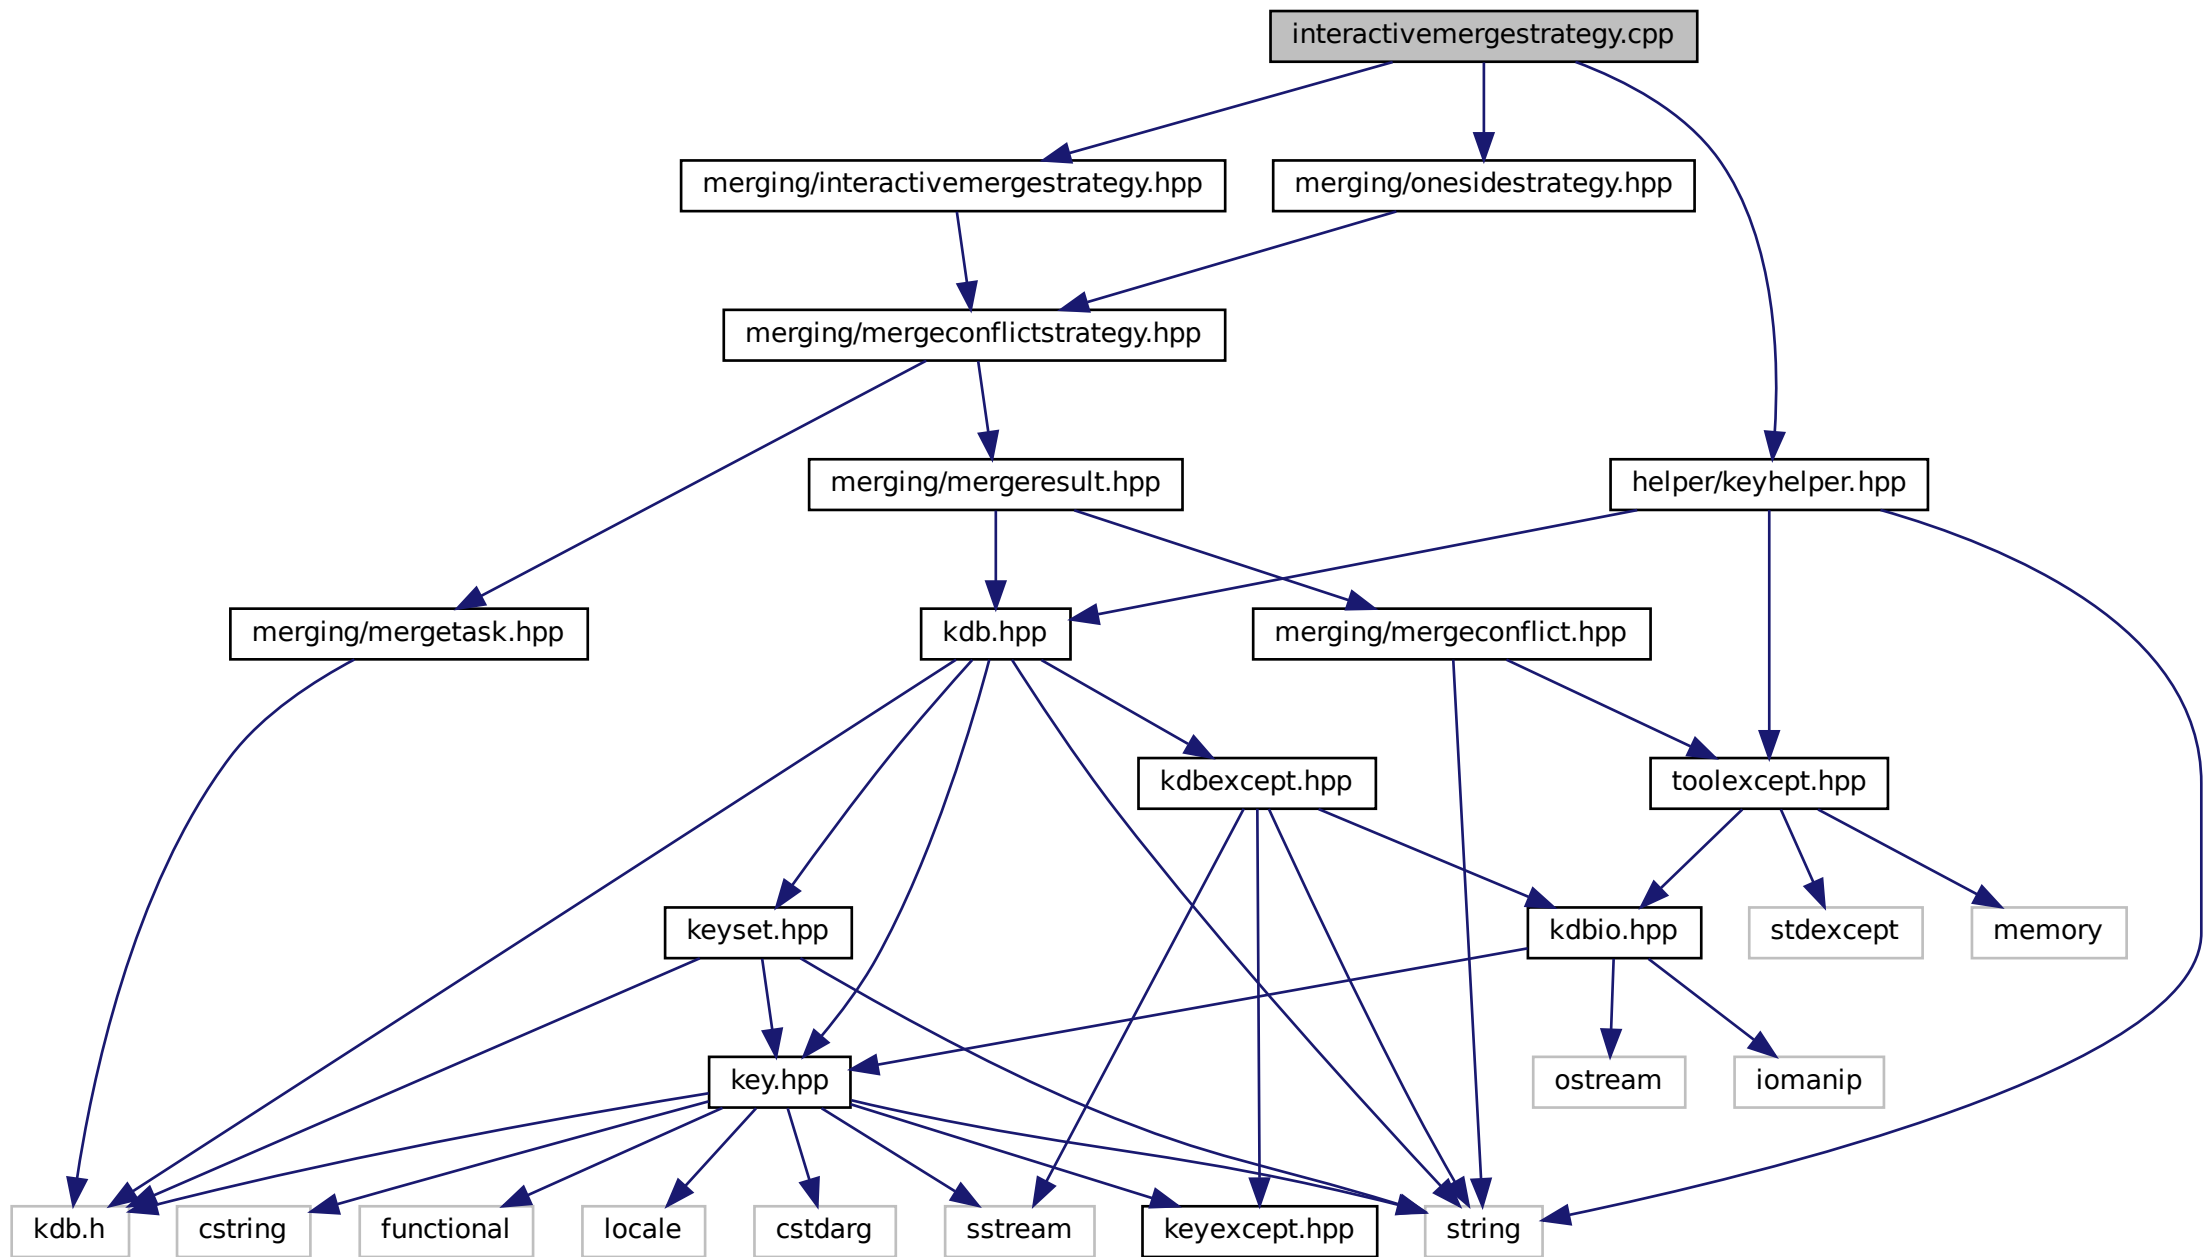 interactivemergestrategy.cpp
merging/interactivemergestrategy.hpp
merging/onesidestrategy.hpp
merging/mergeconflictstrategy.hpp
merging/mergeresult.hpp
helper/keyhelper.hpp
merging/mergetask.hpp
kdb.hpp
merging/mergeconflict.hpp
kdbexcept.hpp
toolexcept.hpp
keyset.hpp
kdbio.hpp
stdexcept
memory
key.hpp
ostream
iomanip
kdb.h
cstring
functional
locale
cstdarg
sstream
keyexcept.hpp
string